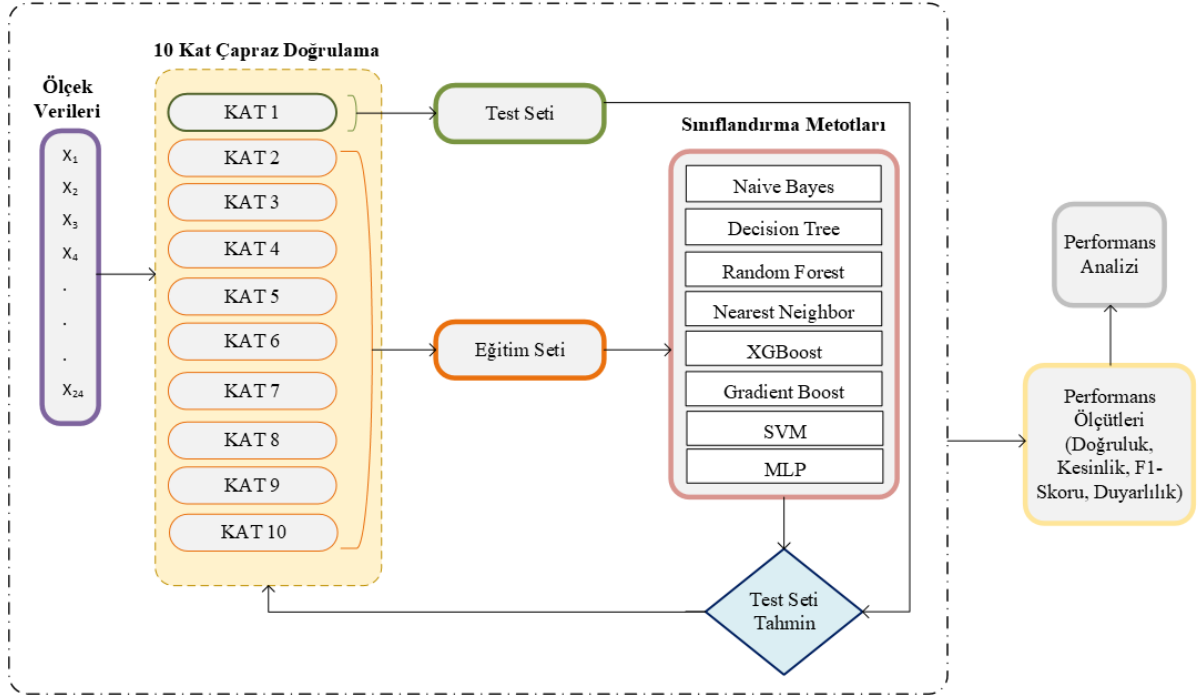 10 Kat Çapraz Doğrulama
Ölçek
Verileri
X1
X2
X3
X4
.
.
.
X24
KAT 1
KAT 2
KAT 3
KAT 4
KAT 5
KAT 6
KAT 7
KAT 8
KAT 9
KAT 10
Test Seti
Eğitim Seti
Sınıflandırma Metotları
Naive Bayes
Decision Tree
Random Forest
Nearest Neighbor
XGBoost
Gradient Boost
SVM
MLP
Test Seti
Tahmin
Performans
Analizi
Performans
Ölçütleri
(Doğruluk,
Kesinlik, F1-
Skoru, Duyarlılık)